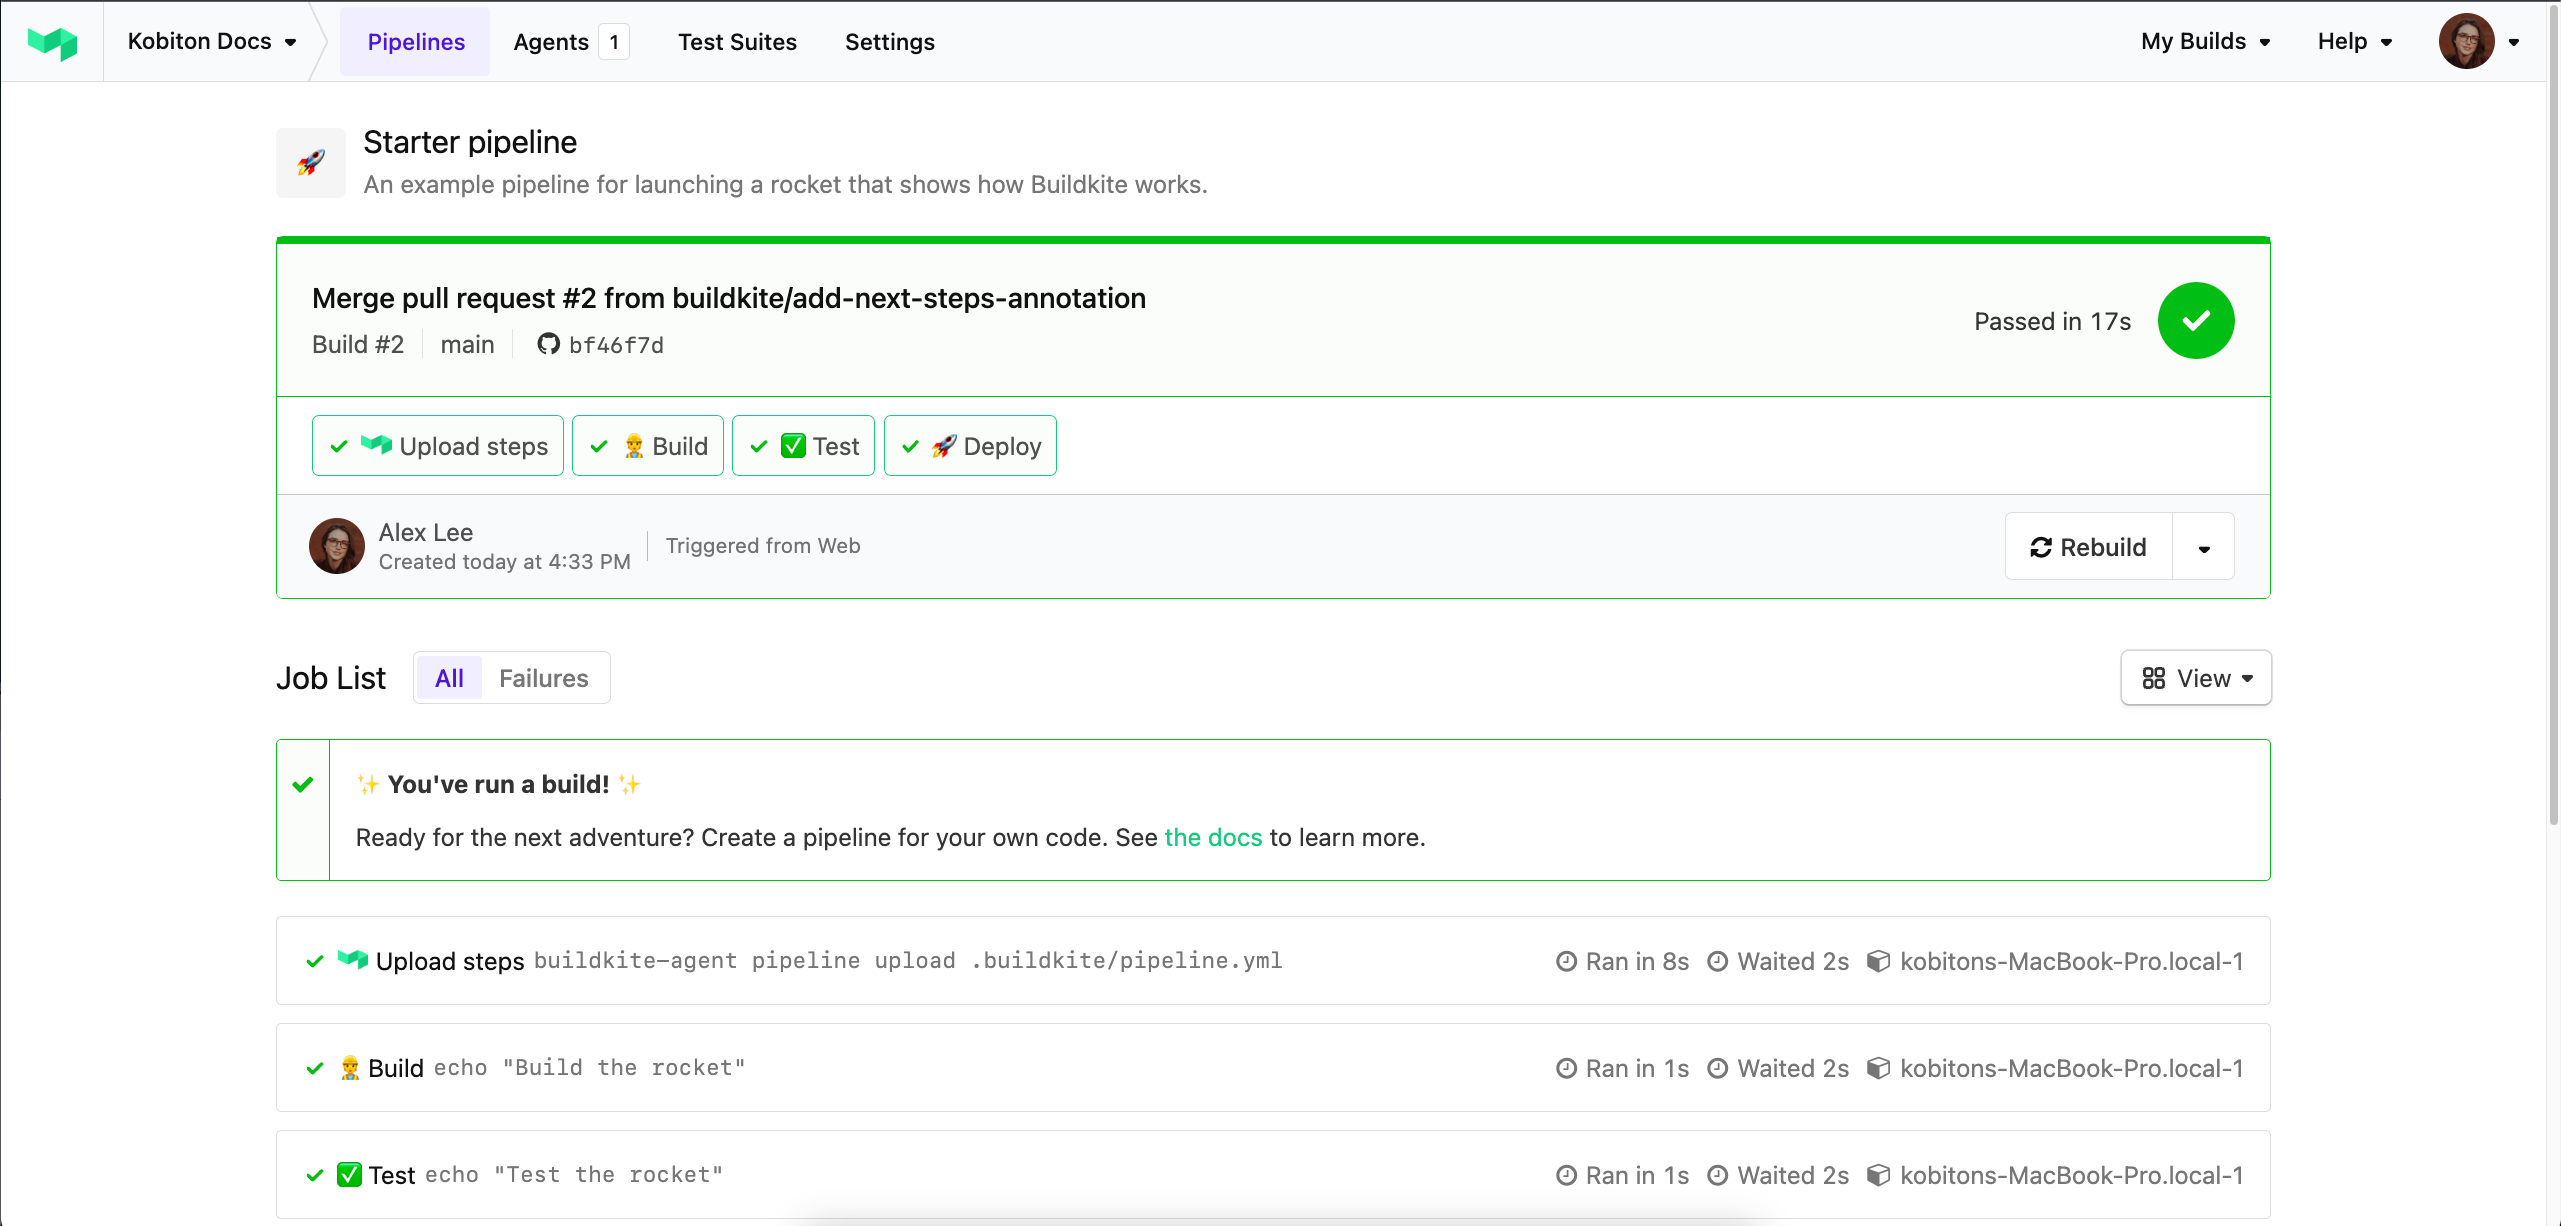 Kobiton Docs Pipelines Agents 1 Test Suites Settings My Builds Help
Starter pipeline
An example pipeline for launching a rocket that shows how Buildkite works.
Merge pull request #2 from buildkite/add-next-steps-annotation
Build #2 main bf46f7d
Passed in 17s
Upload steps Build Test Deploy
Alex Lee
Created today at 4:33 PM
Triggered from Web
Rebuild
Job List All Failures View
You've run a build!
Ready for the next adventure? Create a pipeline for your own code. See the docs to learn more.
Upload steps buildkite-agent pipeline upload .buildkite/pipeline.yml Ran in 8s Waited 2s kobitons-MacBook-Pro.local-1
Build echo "Build the rocket" Ran in 1s Waited 2s kobitons-MacBook-Pro.local-1
Test echo "Test the rocket" Ran in 1s Waited 2s kobitons-MacBook-Pro.local-1